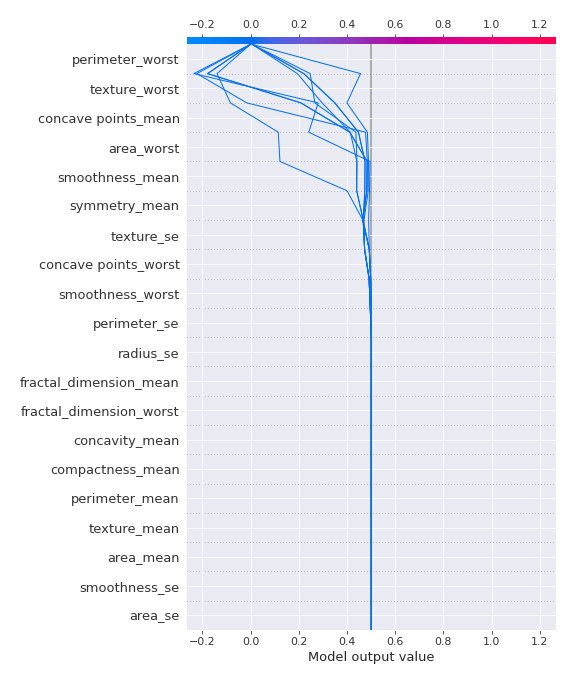 −0.2 0.0 0.2 0.4 0.6 0.8 1.0 1.2
perimeter_worst
texture_worst
concave points_mean
area_worst
smoothness_mean
symmetry_mean
texture_se
concave points_worst
smoothness_worst
perimeter_se
radius_se
fractal_dimension_mean
fractal_dimension_worst
concavity_mean
compactness_mean
perimeter_mean
texture_mean
area_mean
smoothness_se
area_se
−0.2 0.0 0.2 0.4 0.6 0.8 1.0 1.2
Model output value